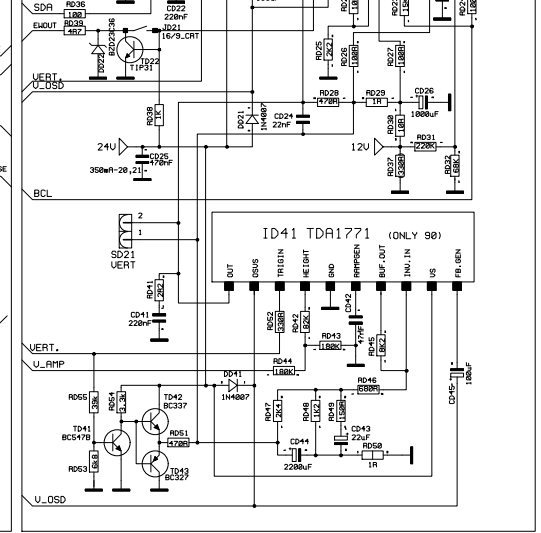 SDA
RD36
100
CD22
220nF
EWOUT
RD39
4R7
JD21
16/9_CRT
BZD23C36
DD22
TD22
TIP31
VERT.
V_OSD
RD25
2K2
RD26
100R
RD27
100R
RD28
470R
RD29
1R
CD26
1000uF
RD38
1K
DD21
1N4007
CD24
22nF
RD30
10R
RD31
220K
24V
12V
CD25
470nF
350mA-20,21
RD37
330R
RD32
68K
BCL
2
1
SD21
VERT
ID41 TDA1771 (ONLY 90)
OUT
OSVS
TRIGIN
HEIGHT
GND
RAMPGEN
BUF.OUT
INV.IN
VS
FB.GEN
RD41
2R2
CD41
220nF
RD52
330R
RD42
82K
CD42
RD43
180K
RD45
8K2
VERT.
V_AMP
RD44
180K
CD45
100uF
DD41
1N4007
RD46
680R
RD55
39k
RD54
3.3k
TD42
BC337
RD47
2K4
RD48
1K2
RD49
150R
TD41
BC547B
RD51
470R
CD43
22uF
RD53
6k8
TD43
BC327
CD44
2200uF
RD50
1R
V_OSD